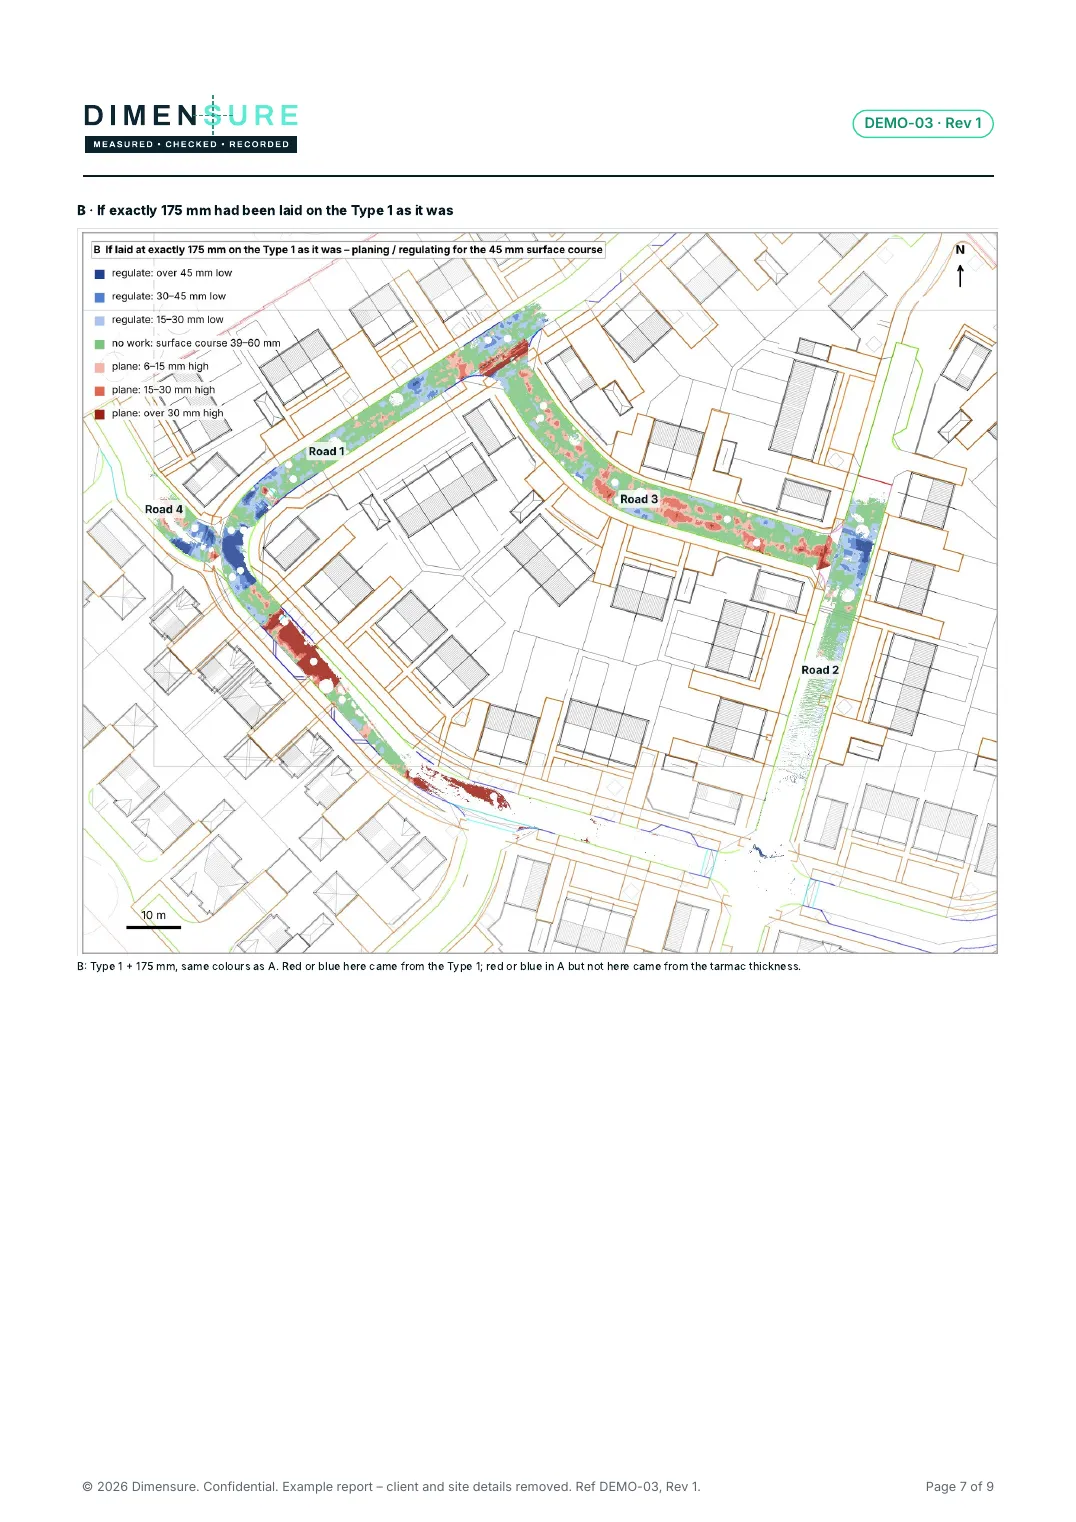 DIMENSURE
MEASURED • CHECKED • RECORDED
DEMO-03 · Rev 1
B · If exactly 175 mm had been laid on the Type 1 as it was
B If laid at exactly 175 mm on the Type 1 as it was – planing / regulating for the 45 mm surface course
N
regulate: over 45 mm low
regulate: 30–45 mm low
regulate: 15–30 mm low
no work: surface course 39–60 mm
plane: 6–15 mm high
plane: 15–30 mm high
plane: over 30 mm high
Road 1
Road 3
Road 4
Road 2
10 m
B: Type 1 + 175 mm, same colours as A. Red or blue here came from the Type 1; red or blue in A but not here came from the tarmac thickness.
© 2026 Dimensure. Confidential. Example report – client and site details removed. Ref DEMO-03, Rev 1.
Page 7 of 9